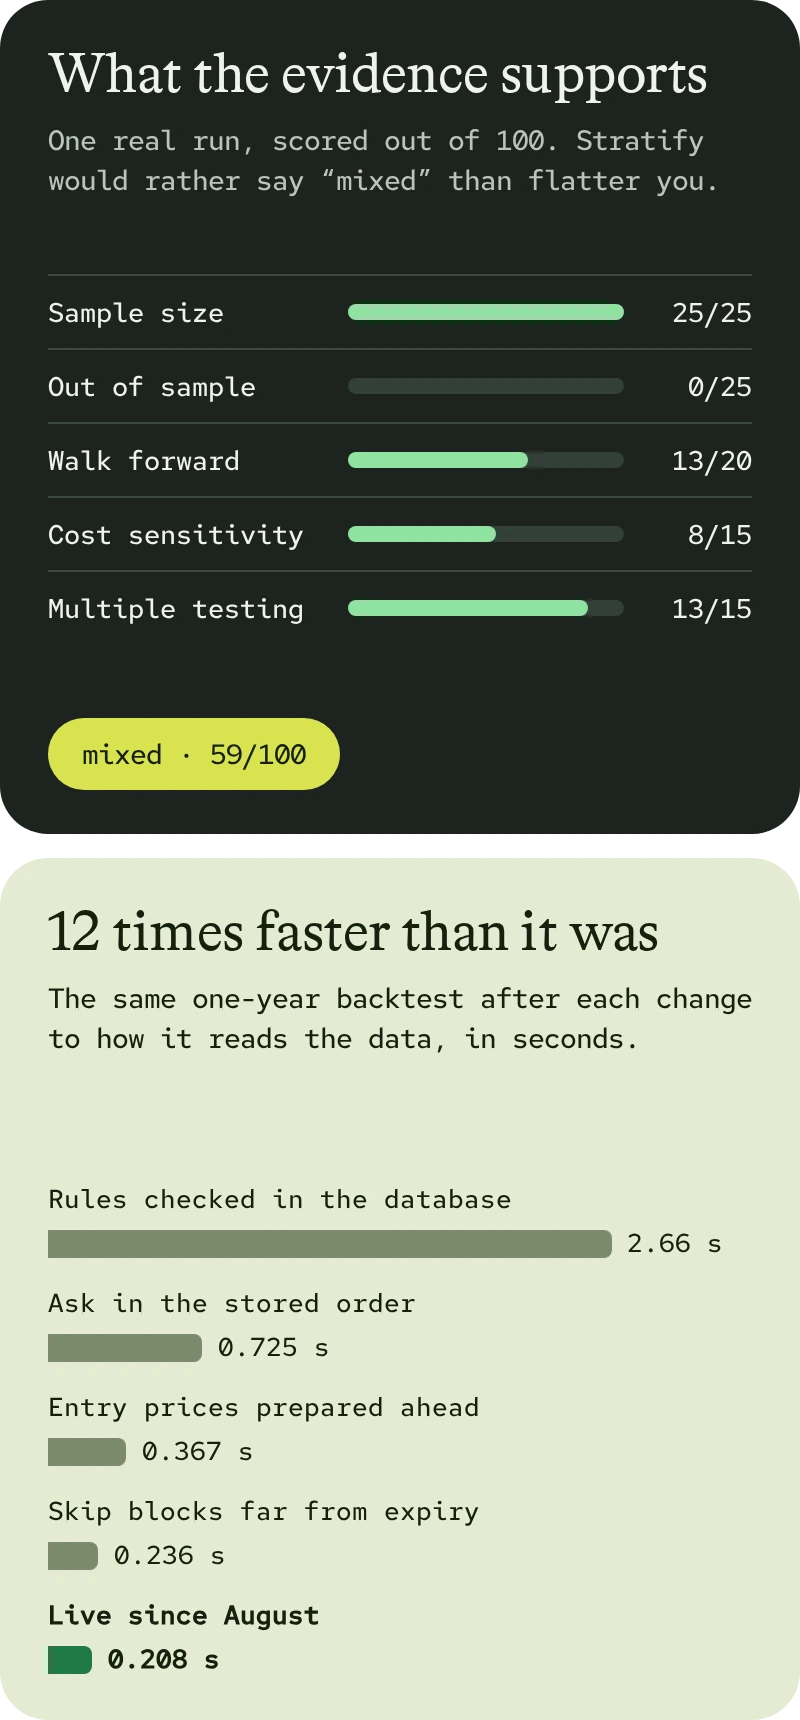 What the evidence supports
One real run, scored out of 100. Stratify
would rather say “mixed” than flatter you.
Sample size 25/25
Out of sample 0/25
Walk forward 13/20
Cost sensitivity 8/15
Multiple testing 13/15
mixed · 59/100
12 times faster than it was
The same one-year backtest after each change
to how it reads the data, in seconds.
Rules checked in the database
2.66 s
Ask in the stored order
0.725 s
Entry prices prepared ahead
0.367 s
Skip blocks far from expiry
0.236 s
Live since August
0.208 s